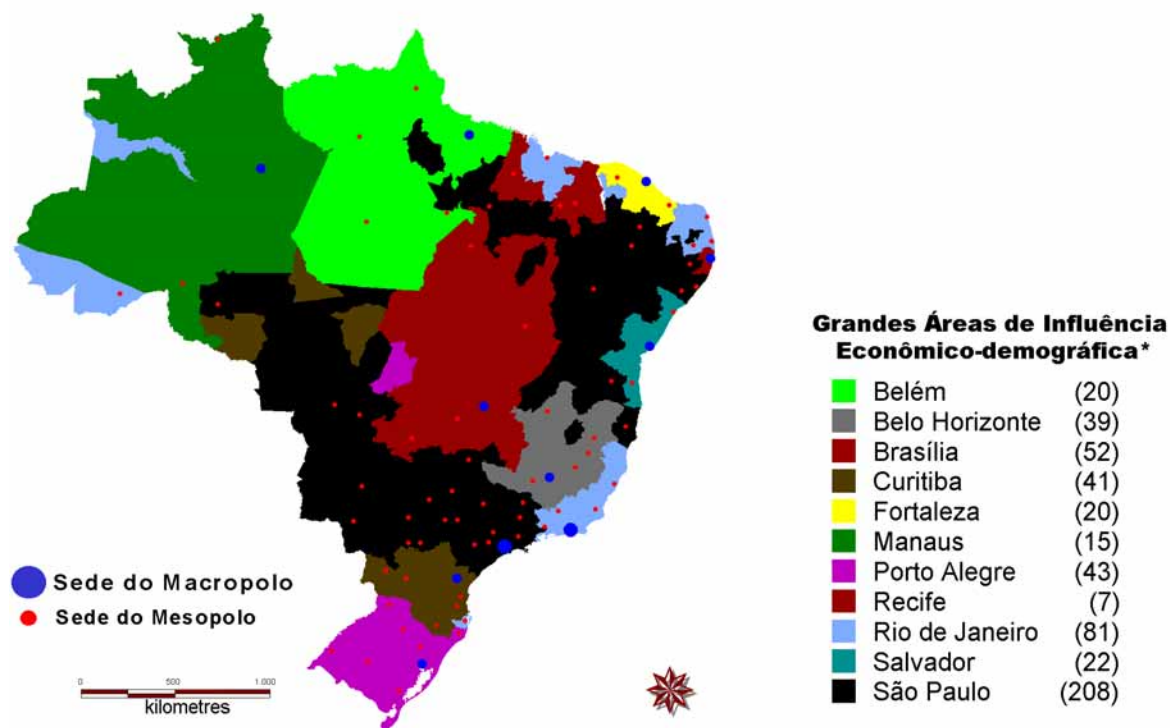 Grandes Áreas de Influência
Econômico-demográfica*
Belém (20)
Belo Horizonte (39)
Brasília (52)
Curitiba (41)
Fortaleza (20)
Manaus (15)
Porto Alegre (43)
Recife (7)
Rio de Janeiro (81)
Salvador (22)
São Paulo (208)
Sede do Macropolo
Sede do Mesopolo
0 500 1.000
kilometres